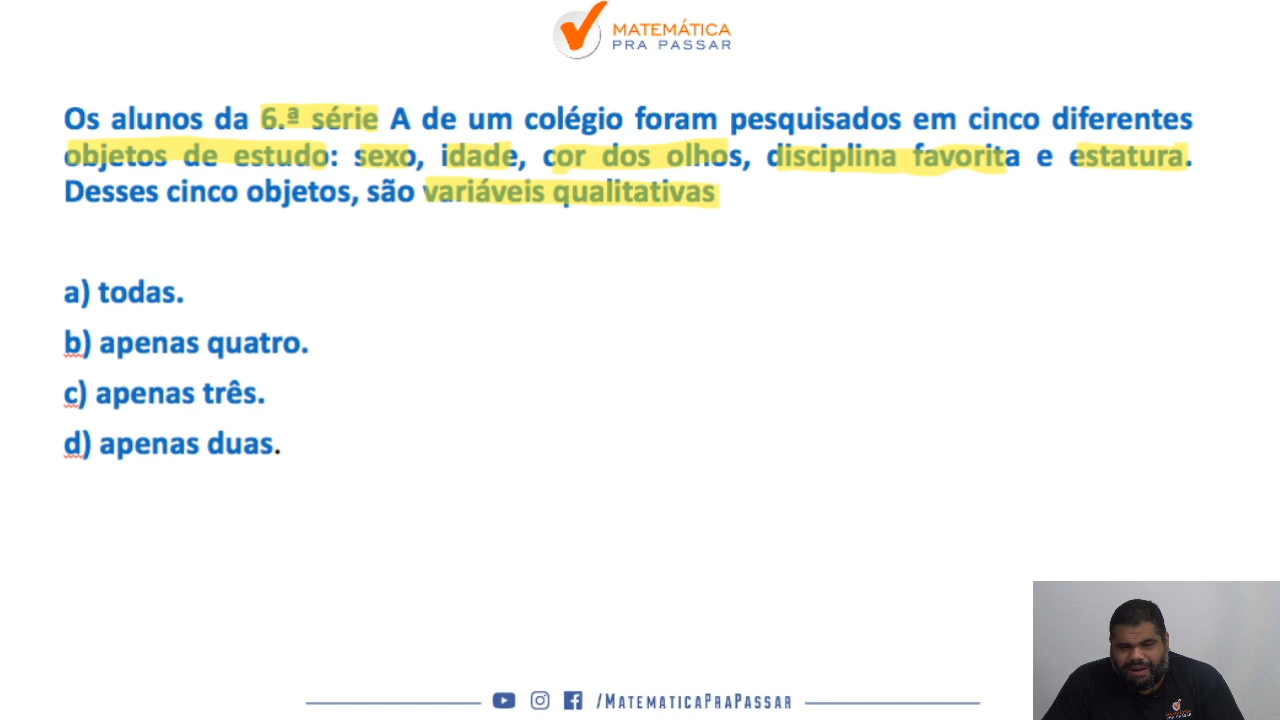 MATEMÁTICA
PRA PASSAR
Os alunos da 6.ª série A de um colégio foram pesquisados em cinco diferentes
objetos de estudo: sexo, idade, cor dos olhos, disciplina favorita e estatura.
Desses cinco objetos, são variáveis qualitativas
a) todas.
b) apenas quatro.
c) apenas três.
d) apenas duas.
/MATEMATICAPRAPASSAR